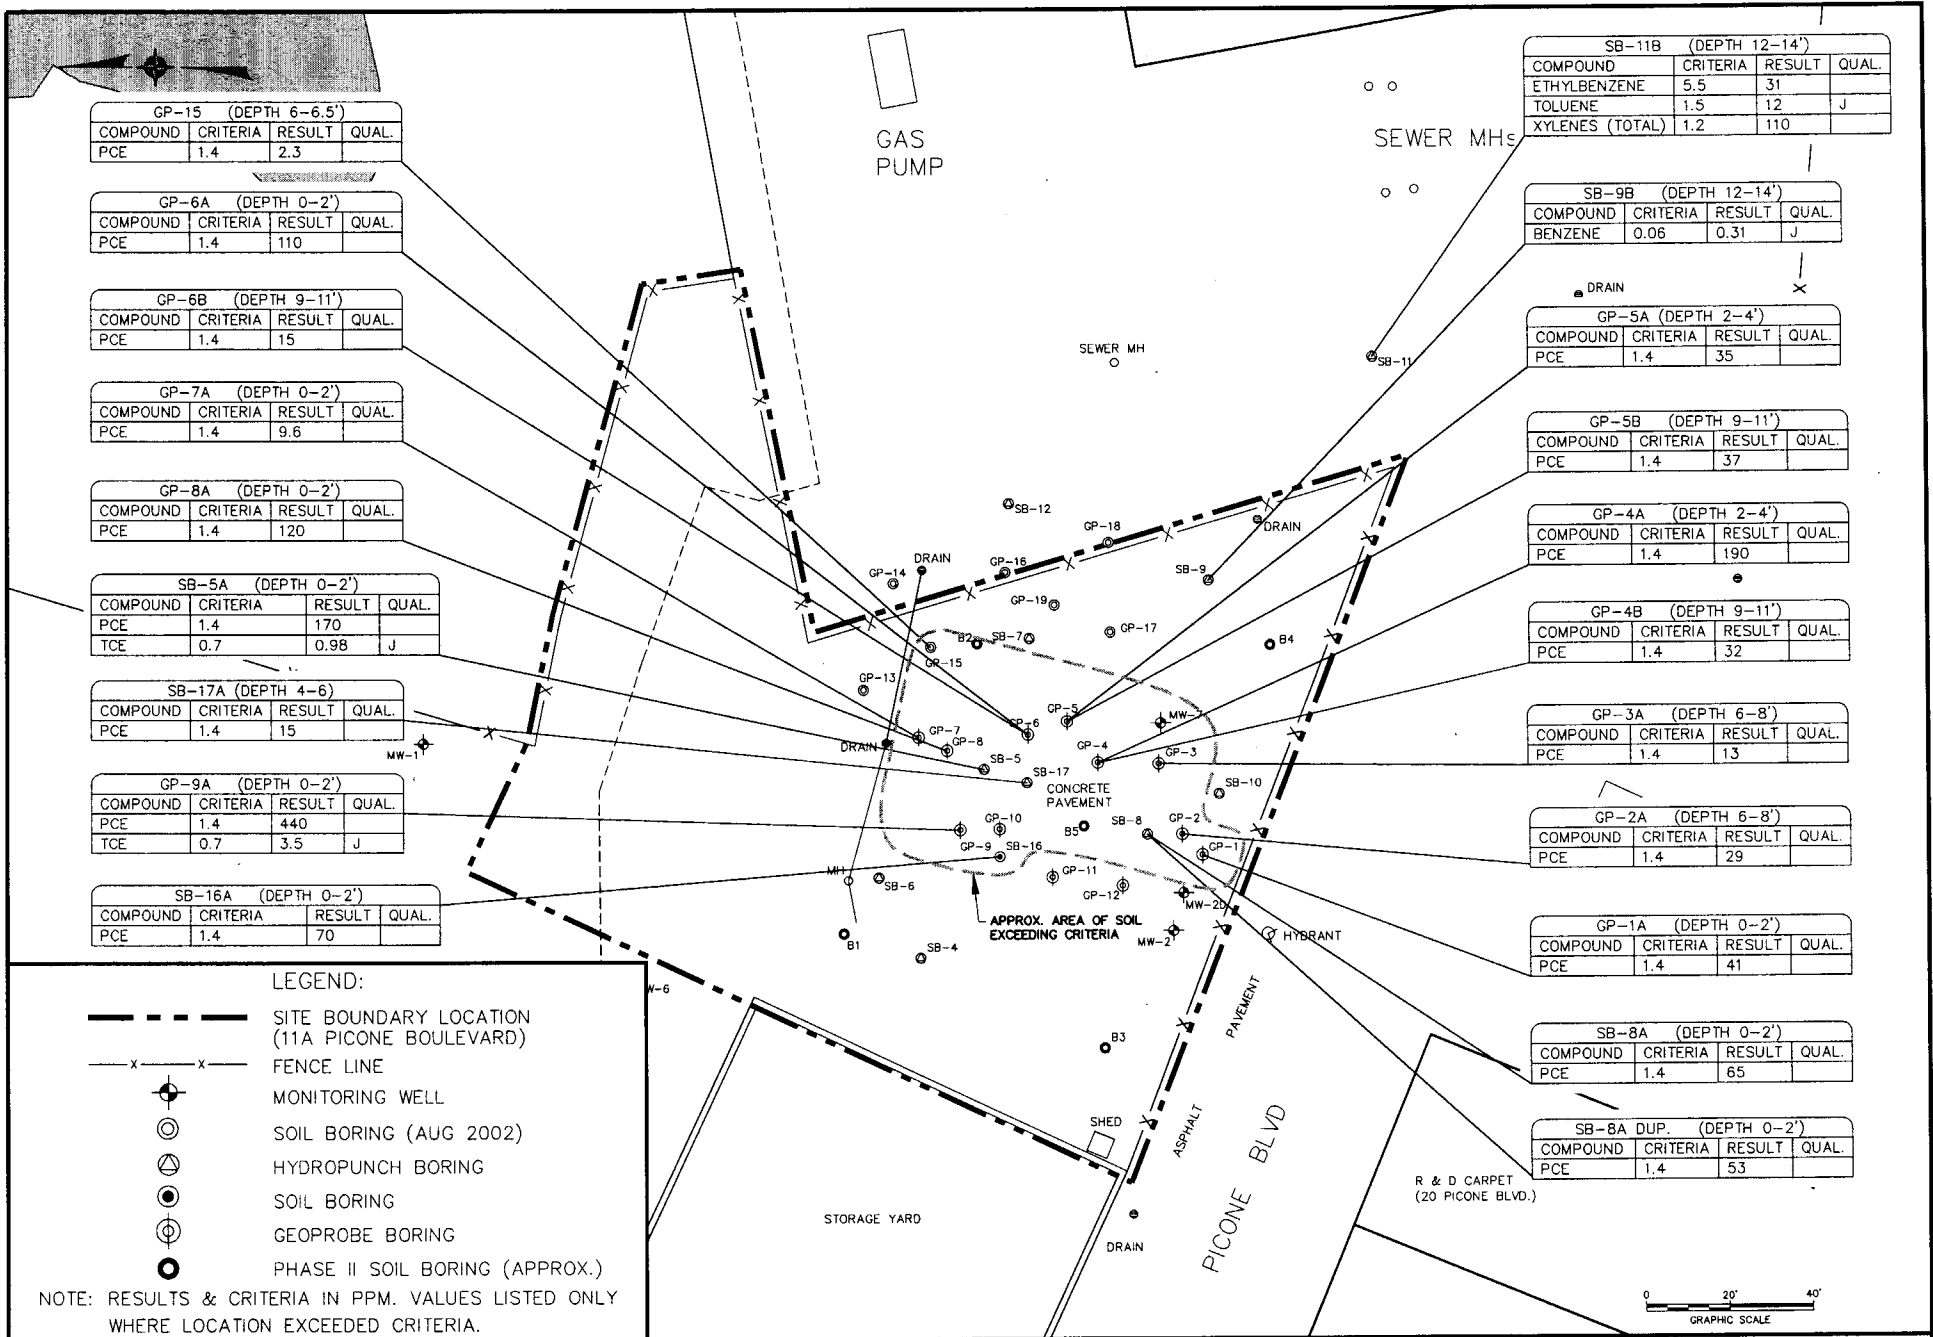 GP-15 (DEPTH 6-6.5')
COMPOUND CRITERIA RESULT QUAL.
PCE 1.4 2.3
GP-6A (DEPTH 0-2')
COMPOUND CRITERIA RESULT QUAL.
PCE 1.4 110
GP-6B (DEPTH 9-11')
COMPOUND CRITERIA RESULT QUAL.
PCE 1.4 15
GP-7A (DEPTH 0-2')
COMPOUND CRITERIA RESULT QUAL.
PCE 1.4 9.6
GP-8A (DEPTH 0-2')
COMPOUND CRITERIA RESULT QUAL.
PCE 1.4 120
SB-5A (DEPTH 0-2')
COMPOUND CRITERIA RESULT QUAL.
PCE 1.4 170
TCE 0.7 0.98 J
SB-17A (DEPTH 4-6)
COMPOUND CRITERIA RESULT QUAL.
PCE 1.4 15
GP-9A (DEPTH 0-2')
COMPOUND CRITERIA RESULT QUAL.
PCE 1.4 440
TCE 0.7 3.5 J
SB-16A (DEPTH 0-2')
COMPOUND CRITERIA RESULT QUAL.
PCE 1.4 70
GAS
PUMP
SEWER MHs
SEWER MH
SB-11
DRAIN
SB-12
GP-18
DRAIN
DRAIN
GP-14
GP-16
SB-9
GP-19
GP-17
B2
SB-7
B4
GP-15
GP-13
GP-5
MW-7
GP-6
GP-7
GP-8
DRAIN
MW-1
GP-4
GP-3
SB-5
SB-17
SB-10
CONCRETE
PAVEMENT
GP-10
B5
SB-8
GP-2
GP-1
GP-9
SB-16
MH
SB-6
GP-11
GP-12
MW-2D
APPROX. AREA OF SOIL
EXCEEDING CRITERIA
MW-2
HYDRANT
B1
SB-4
W-6
B3
SHED
ASPHALT
PAVEMENT
PICONE BLVD
STORAGE YARD
DRAIN
R & D CARPET
(20 PICONE BLVD.)
SB-11B (DEPTH 12-14')
COMPOUND CRITERIA RESULT QUAL.
ETHYLBENZENE 5.5 31
TOLUENE 1.5 12 J
XYLENES (TOTAL) 1.2 110
SB-9B (DEPTH 12-14')
COMPOUND CRITERIA RESULT QUAL.
BENZENE 0.06 0.31 J
GP-5A (DEPTH 2-4')
COMPOUND CRITERIA RESULT QUAL.
PCE 1.4 35
GP-5B (DEPTH 9-11')
COMPOUND CRITERIA RESULT QUAL.
PCE 1.4 37
GP-4A (DEPTH 2-4')
COMPOUND CRITERIA RESULT QUAL.
PCE 1.4 190
GP-4B (DEPTH 9-11')
COMPOUND CRITERIA RESULT QUAL.
PCE 1.4 32
GP-3A (DEPTH 6-8')
COMPOUND CRITERIA RESULT QUAL.
PCE 1.4 13
GP-2A (DEPTH 6-8')
COMPOUND CRITERIA RESULT QUAL.
PCE 1.4 29
GP-1A (DEPTH 0-2')
COMPOUND CRITERIA RESULT QUAL.
PCE 1.4 41
SB-8A (DEPTH 0-2')
COMPOUND CRITERIA RESULT QUAL.
PCE 1.4 65
SB-8A DUP. (DEPTH 0-2')
COMPOUND CRITERIA RESULT QUAL.
PCE 1.4 53
LEGEND:
SITE BOUNDARY LOCATION
(11A PICONE BOULEVARD)
x x FENCE LINE
MONITORING WELL
SOIL BORING (AUG 2002)
HYDROPUNCH BORING
SOIL BORING
GEOPROBE BORING
PHASE II SOIL BORING (APPROX.)
NOTE: RESULTS & CRITERIA IN PPM. VALUES LISTED ONLY
WHERE LOCATION EXCEEDED CRITERIA.
0 20' 40'
GRAPHIC SCALE